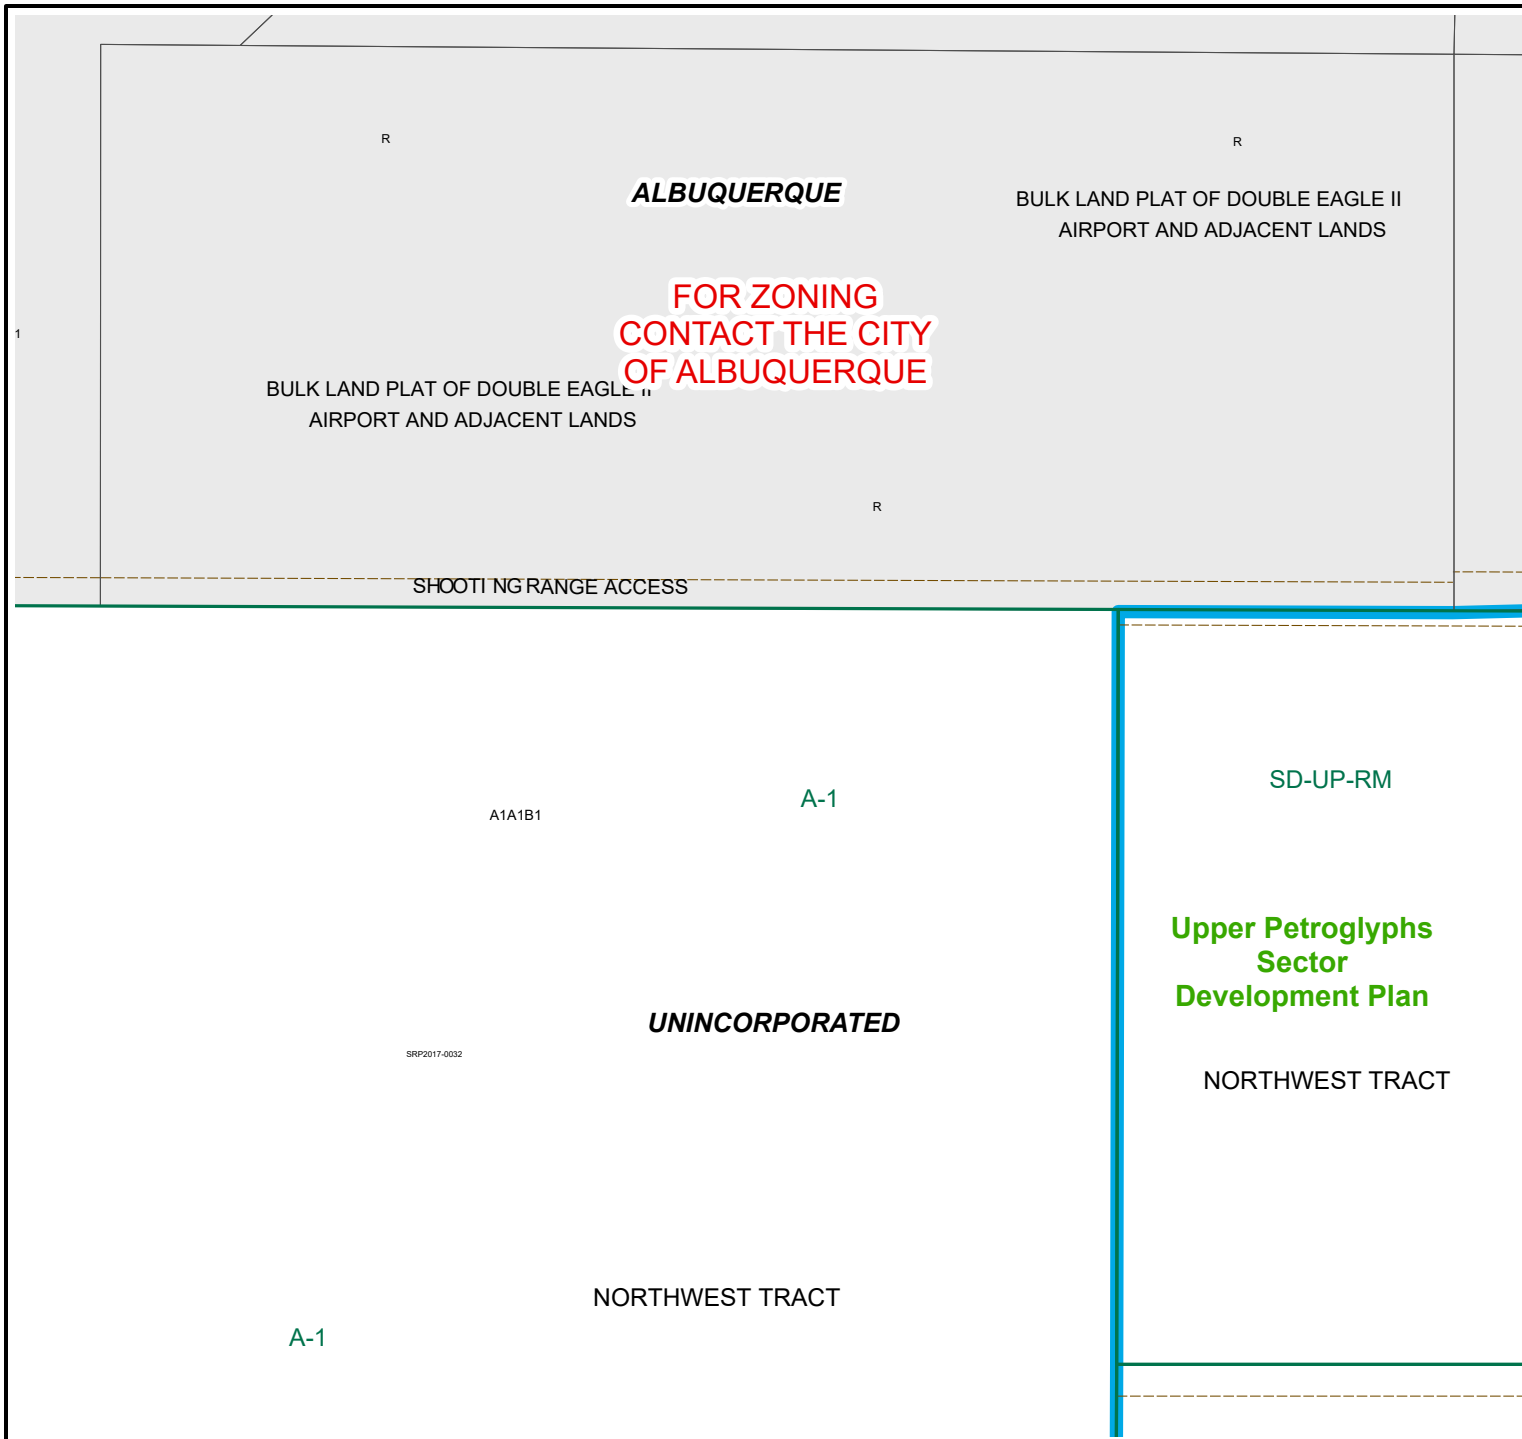 R
R
ALBUQUERQUE
BULK LAND PLAT OF DOUBLE EAGLE II
AIRPORT AND ADJACENT LANDS
FOR ZONING
CONTACT THE CITY
OF ALBUQUERQUE
1
BULK LAND PLAT OF DOUBLE EAGLE II
AIRPORT AND ADJACENT LANDS
R
SHOOTING RANGE ACCESS
SD-UP-RM
A-1
A1A1B1
Upper Petroglyphs
Sector
Development Plan
UNINCORPORATED
SRP2017-0032
NORTHWEST TRACT
NORTHWEST TRACT
A-1